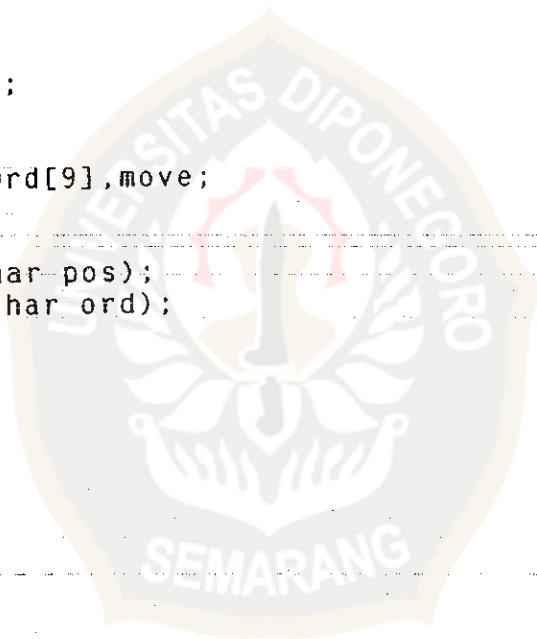 ;
rd[9],move;
ar pos);
har ord);
UNIVERSITAS DIPONEGORO
SEMARANG